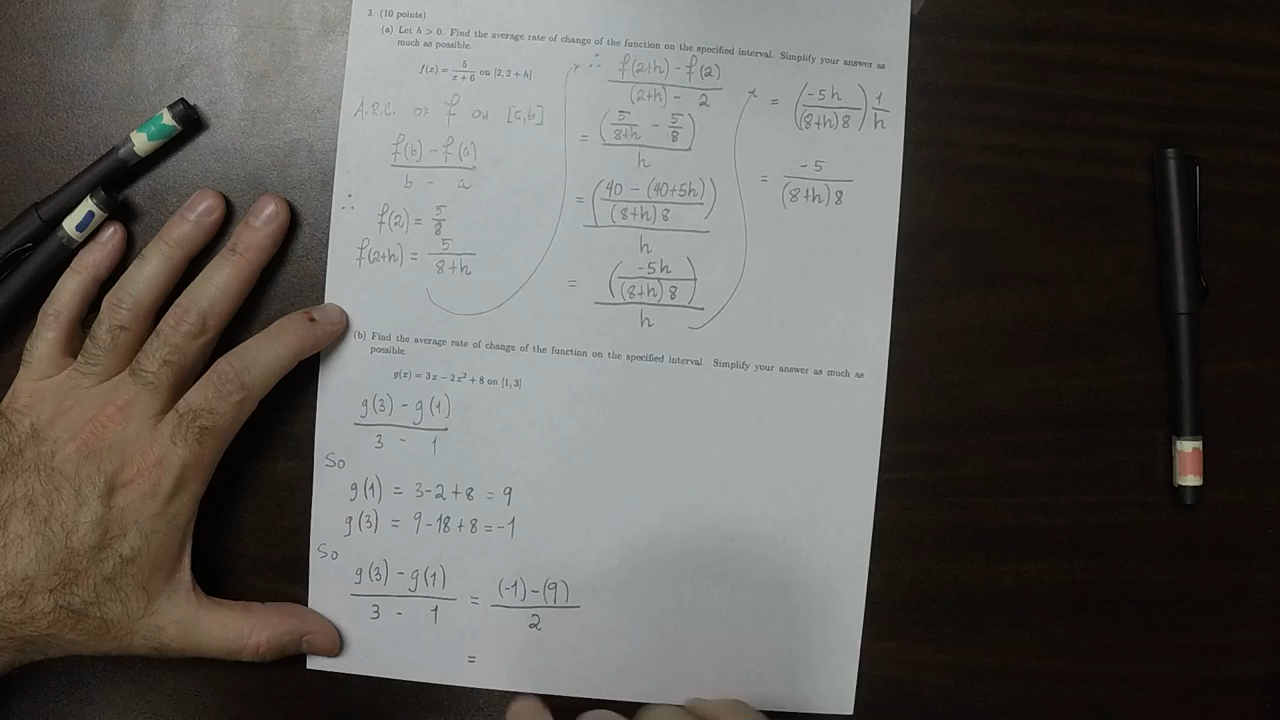 3. (10 points)
(a) Let h > 0. Find the average rate of change of the function on the specified interval. Simplify your answer as
much as possible.
f(x) = 5/(x + 6) on [2, 2 + h]
A.R.C. of f on [a,b]
(f(b) - f(a))/(b - a)
∴
f(2) = 5/8
f(2+h) = 5/(8+h)
∴ (f(2+h) - f(2))/((2+h) - 2)
= (5/(8+h) - 5/8)/h
= ((40 - (40+5h))/((8+h)8))/h
= ((-5h)/((8+h)8))/h
= ((-5h)/((8+h)8)) 1/h
= -5/((8+h)8)
(b) Find the average rate of change of the function on the specified interval. Simplify your answer as much as
possible.
g(x) = 3x − 2x² + 8 on [1, 3]
(g(3) - g(1))/(3 - 1)
So
g(1) = 3-2+8 = 9
g(3) = 9-18+8 = -1
So
(g(3) - g(1))/(3 - 1) = ((-1)-(9))/2
=